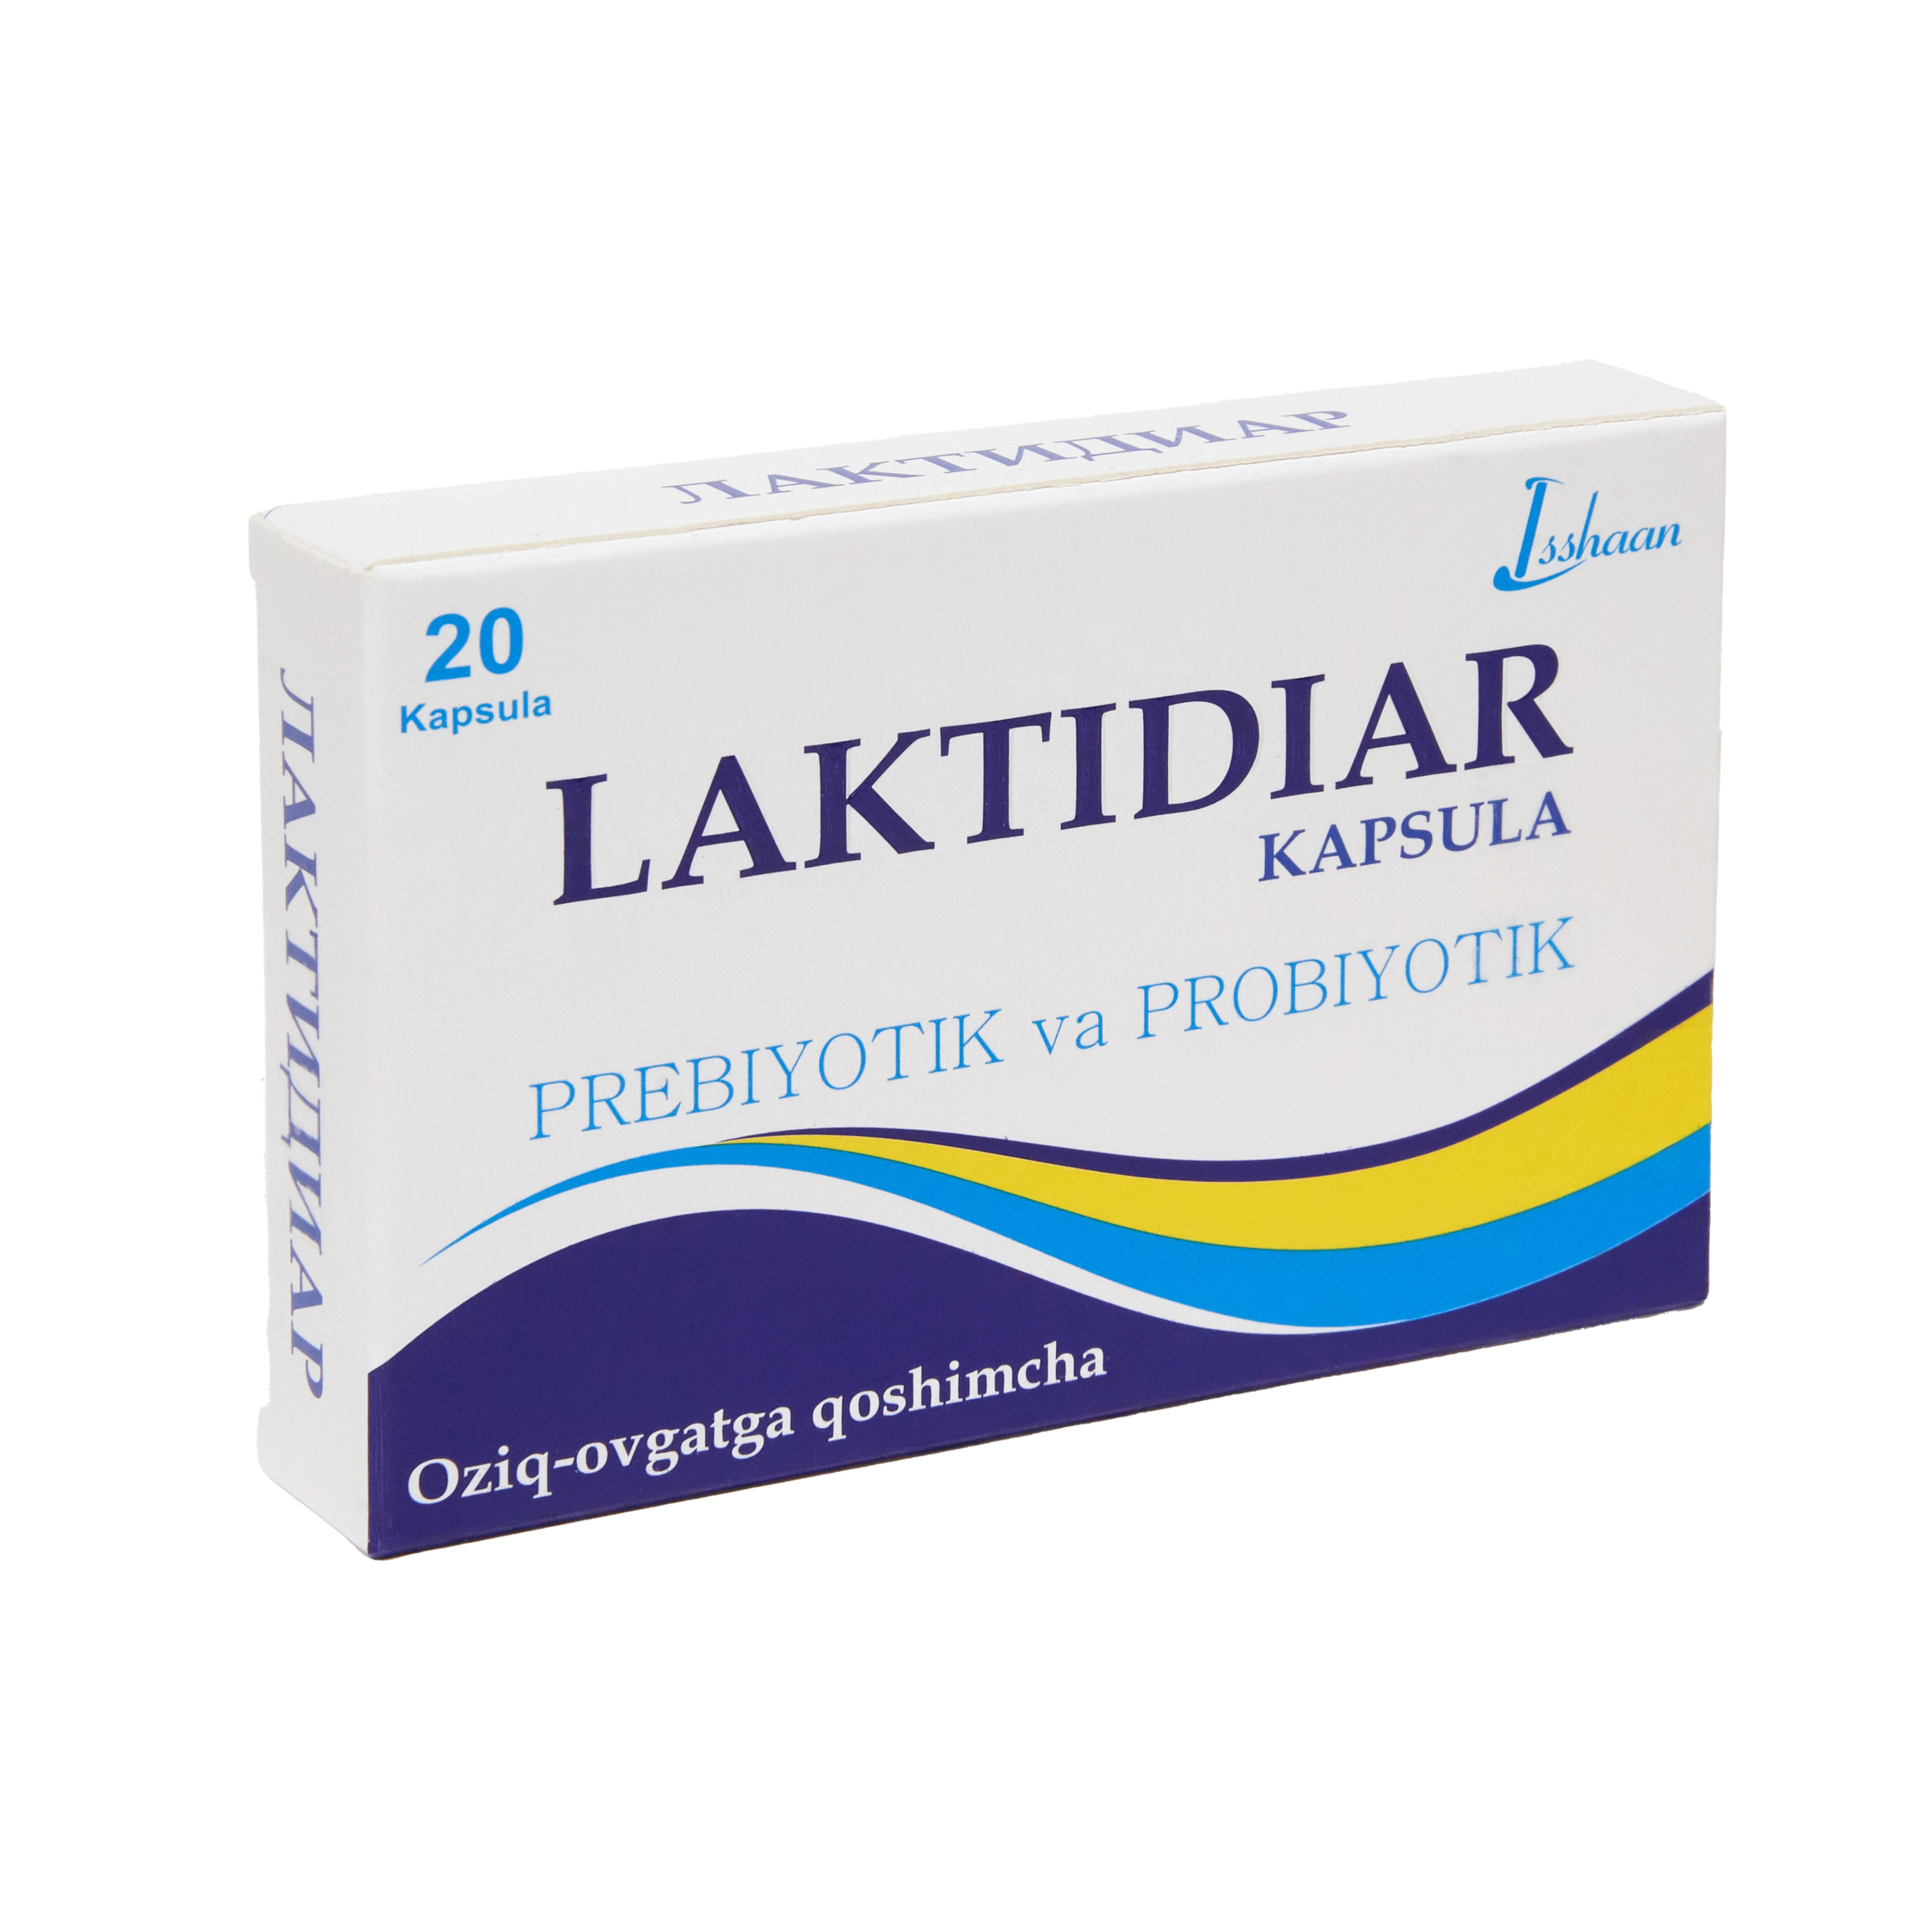 ЛАКТИДИАР
Isshaan
20
Kapsula
LAKTIDIAR
KAPSULA
PREBIYOTIK va PROBIYOTIK
Oziq-ovgatga qoshimcha
ЛАКТИДИАР